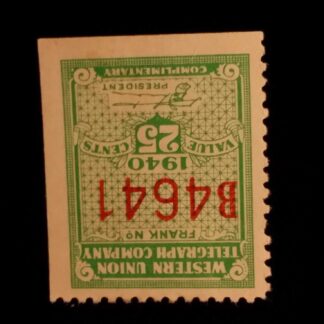 WESTERN UNION
TELEGRAPH COMPANY
FRANK Nº
B4641
1940
VALUE 25 CENTS
PRESIDENT
COMPLIMENTARY